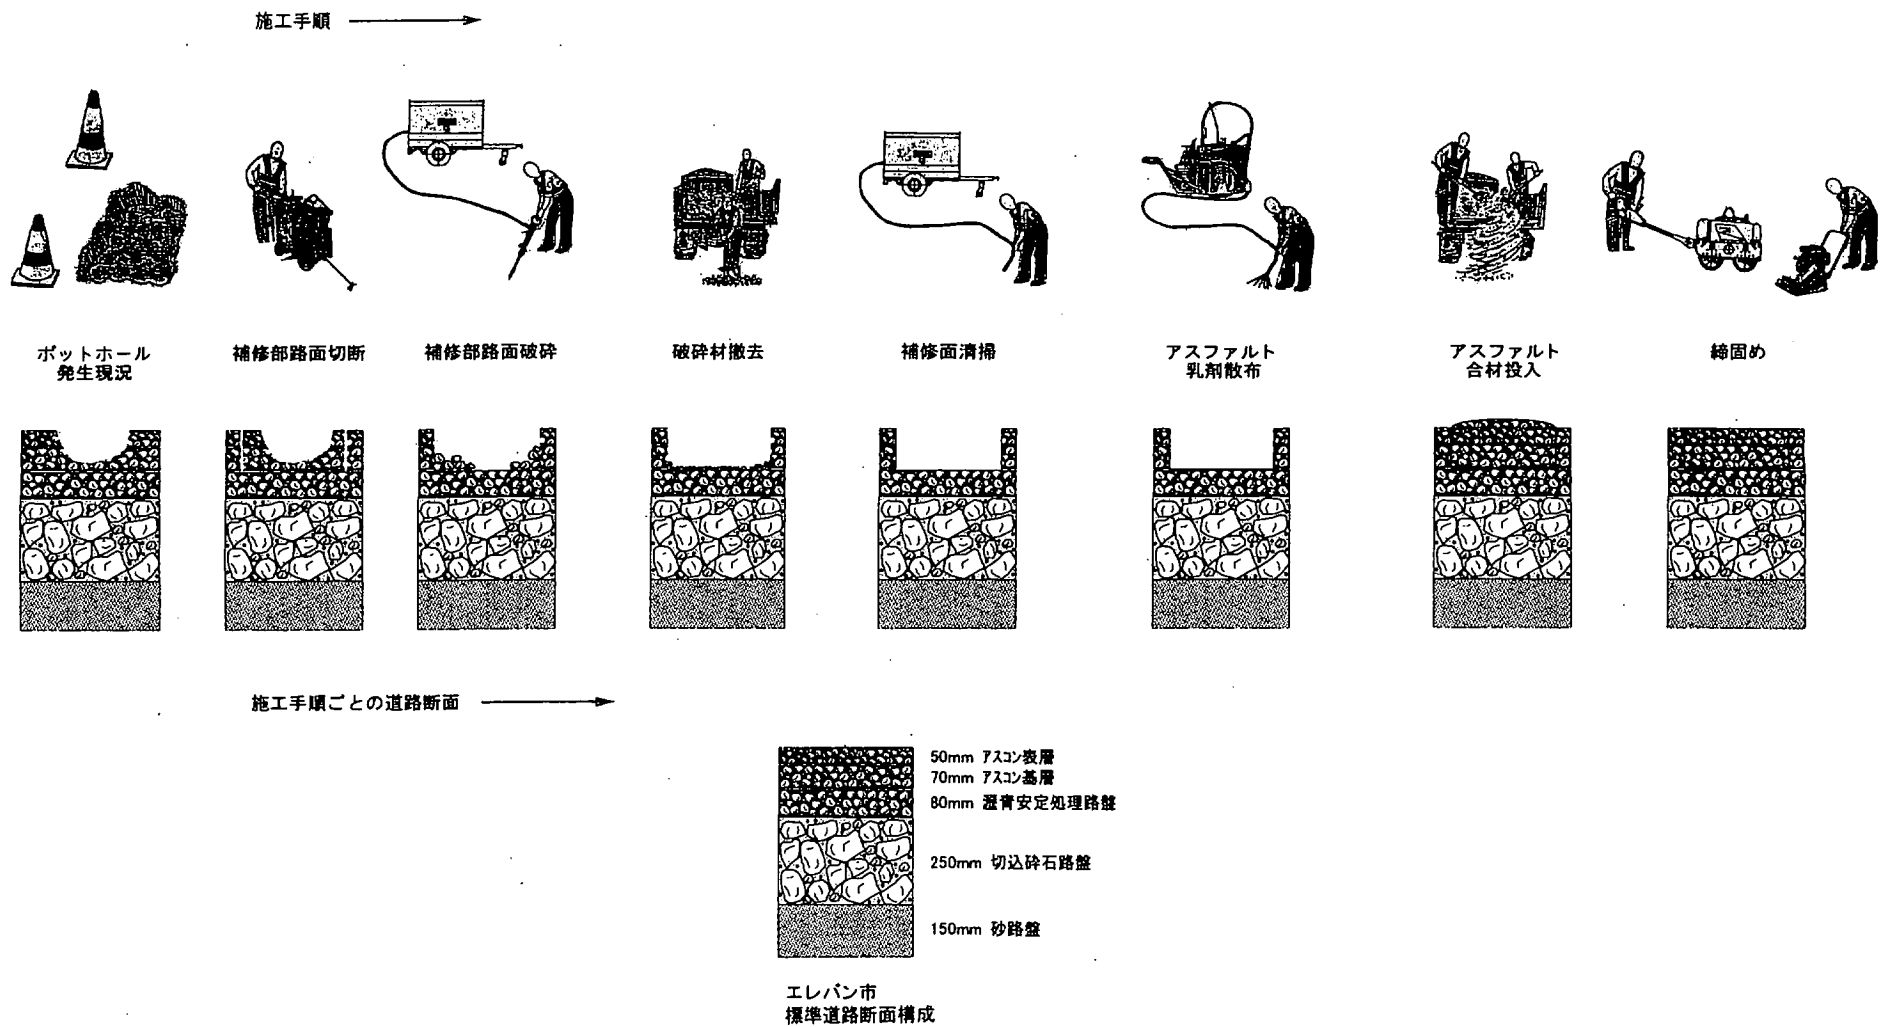 施工手順
ポットホール
発生現況
補修部路面切断
補修部路面破砕
破砕材撤去
補修面清掃
アスファルト
乳剤散布
アスファルト
合材投入
締固め
施工手順ごとの道路断面
50mm アスコン表層
70mm アスコン基層
80mm 瀝青安定処理路盤
250mm 切込砕石路盤
150mm 砂路盤
エレバン市
標準道路断面構成